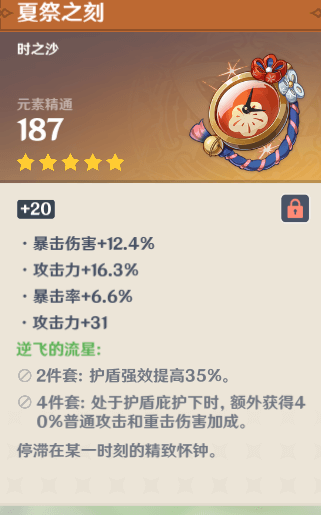 夏祭之刻
时之沙
元素精通
187
+20
·暴击伤害+12.4%
·攻击力+16.3%
·暴击率+6.6%
·攻击力+31
逆飞的流星:
2件套: 护盾强效提高35%。
4件套: 处于护盾庇护下时, 额外获得4
0%普通攻击和重击伤害加成。
停滞在某一时刻的精致怀钟。